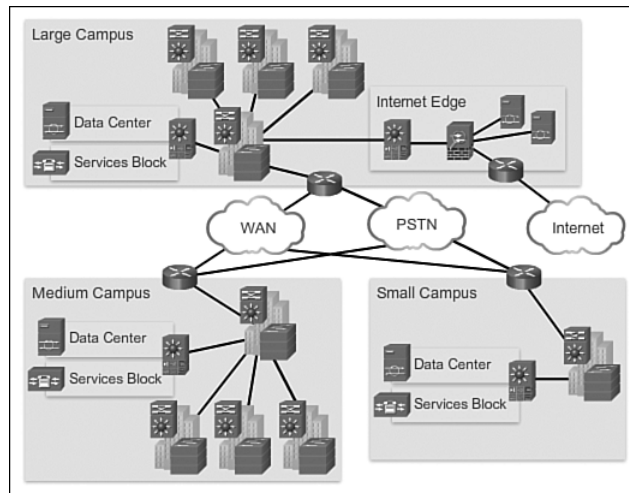 Large Campus
Internet Edge
Data Center
Services Block
WAN
PSTN
Internet
Medium Campus
Small Campus
Data Center
Services Block
Data Center
Services Block